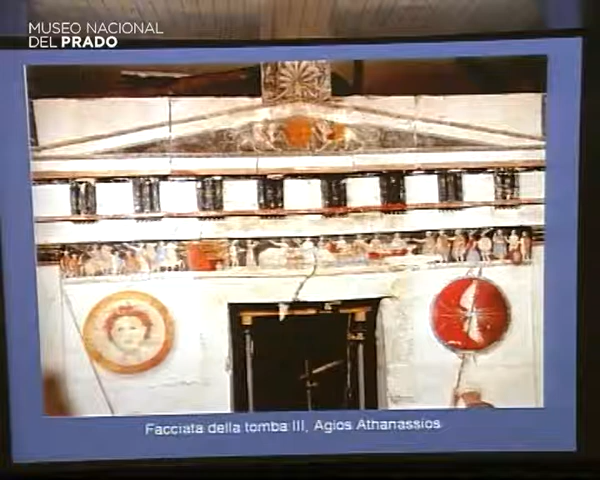 MUSEO NACIONAL
DEL PRADO
Facciata della tomba III, Agios Athanassios